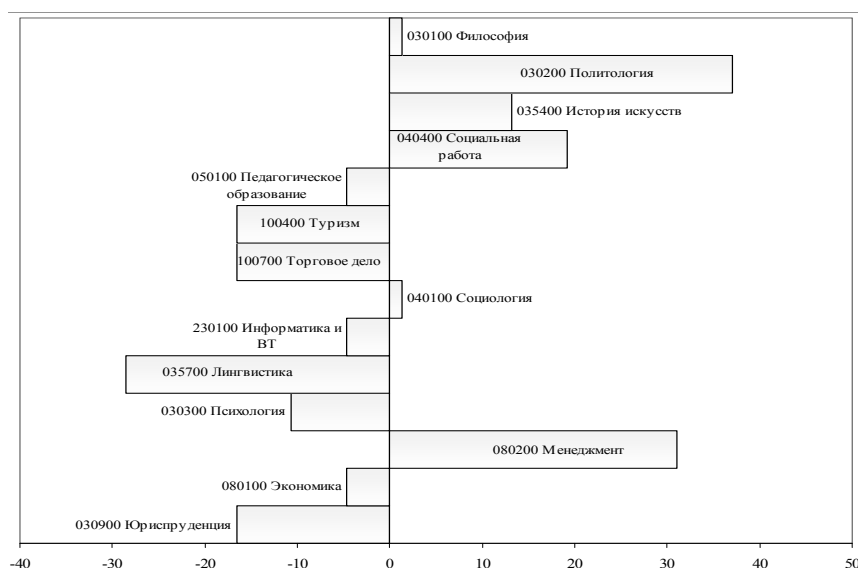 030100 Философия
030200 Политология
035400 История искусств
040400 Социальная
работа
050100 Педагогическое
образование
100400 Туризм
100700 Торговое дело
040100 Социология
230100 Информатика и
ВТ
035700 Лингвистика
030300 Психология
080200 Менеджмент
080100 Экономика
030900 Юриспруденция
-40 -30 -20 -10 0 10 20 30 40 50